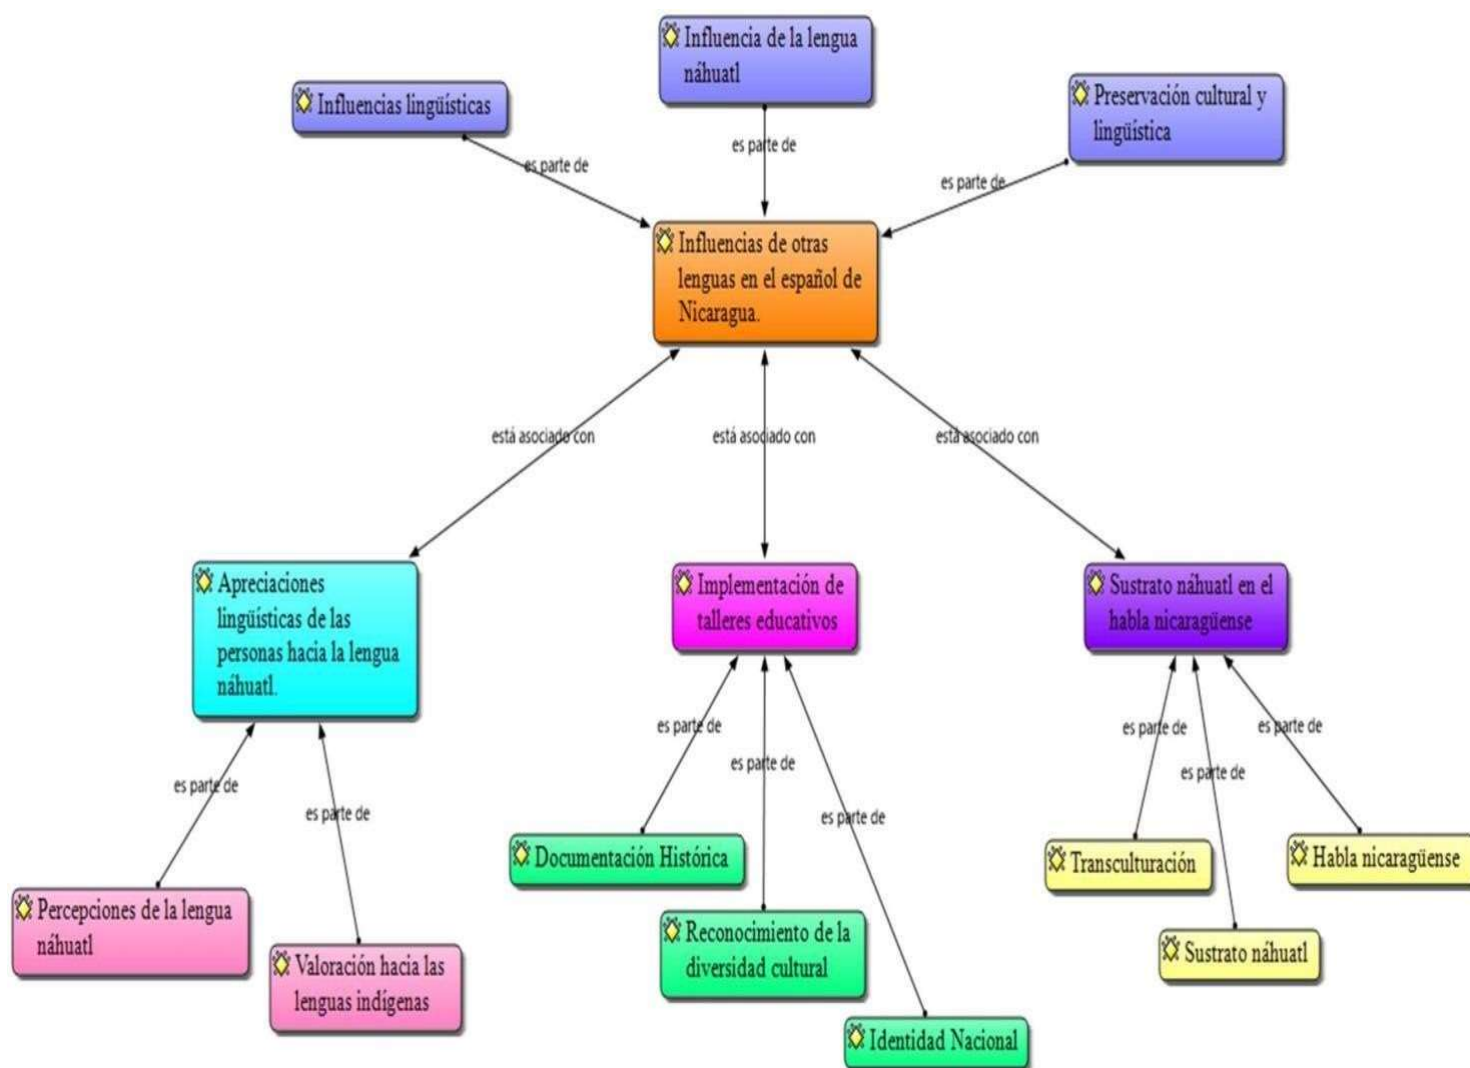 Influencia de la lengua
náhuatl
Influencias lingüísticas
Preservación cultural y
lingüística
es parte de
es parte de
es parte de
Influencias de otras
lenguas en el español de
Nicaragua.
está asociado con
está asociado con
está asociado con
Apreciaciones
lingüísticas de las
personas hacia la lengua
náhuatl.
Implementación de
talleres educativos
Sustrato náhuatl en el
habla nicaragüense
es parte de
es parte de
es parte de
es parte de
es parte de
es parte de
es parte de
es parte de
Documentación Histórica
Transculturación
Habla nicaragüense
Percepciones de la lengua
náhuatl
Reconocimiento de la
diversidad cultural
Sustrato náhuatl
Valoración hacia las
lenguas indígenas
Identidad Nacional